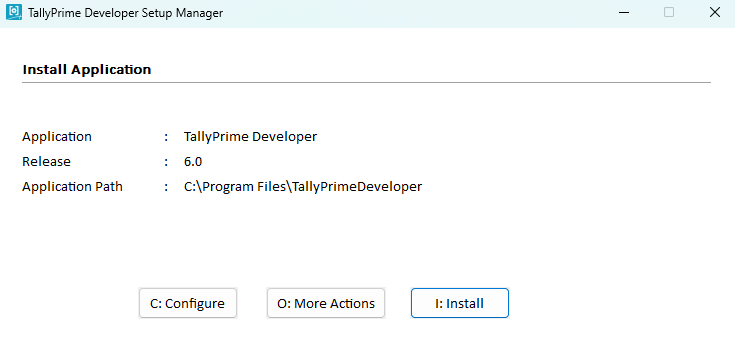 TallyPrime Developer Setup Manager
Install Application
Application : TallyPrime Developer
Release : 6.0
Application Path : C:\Program Files\TallyPrimeDeveloper
C: Configure O: More Actions I: Install